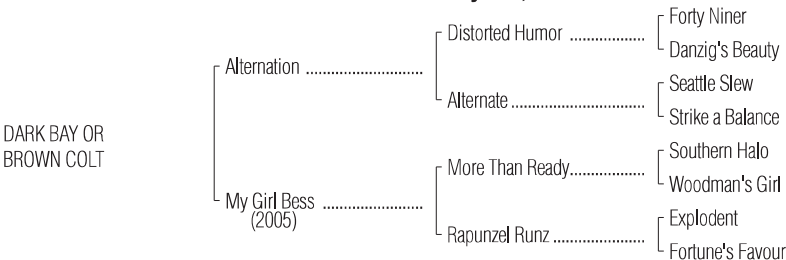 Forty Niner
Distorted Humor ..................
Danzig's Beauty
Alternation ............................
Seattle Slew
Alternate ................................
Strike a Balance
DARK BAY OR
BROWN COLT
Southern Halo
More Than Ready ..................
Woodman's Girl
My Girl Bess ........................
(2005)
Explodent
Rapunzel Runz ......................
Fortune's Favour